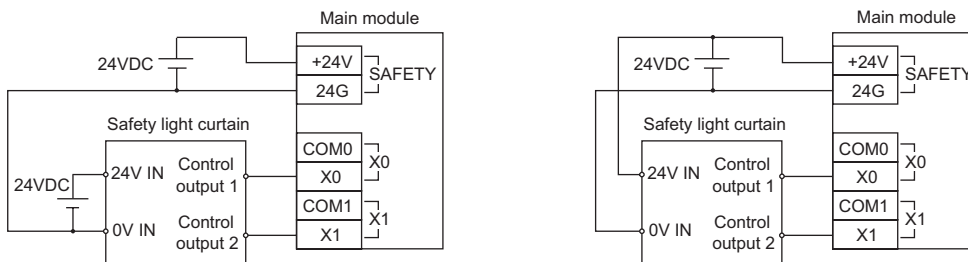 Main module
24VDC
+24V
SAFETY
24G
Safety light curtain
COM0
X0
24V IN
Control
output 1
X0
24VDC
COM1
X1
0V IN
Control
output 2
X1
Main module
24VDC
+24V
SAFETY
24G
Safety light curtain
COM0
X0
24V IN
Control
output 1
X0
COM1
X1
0V IN
Control
output 2
X1